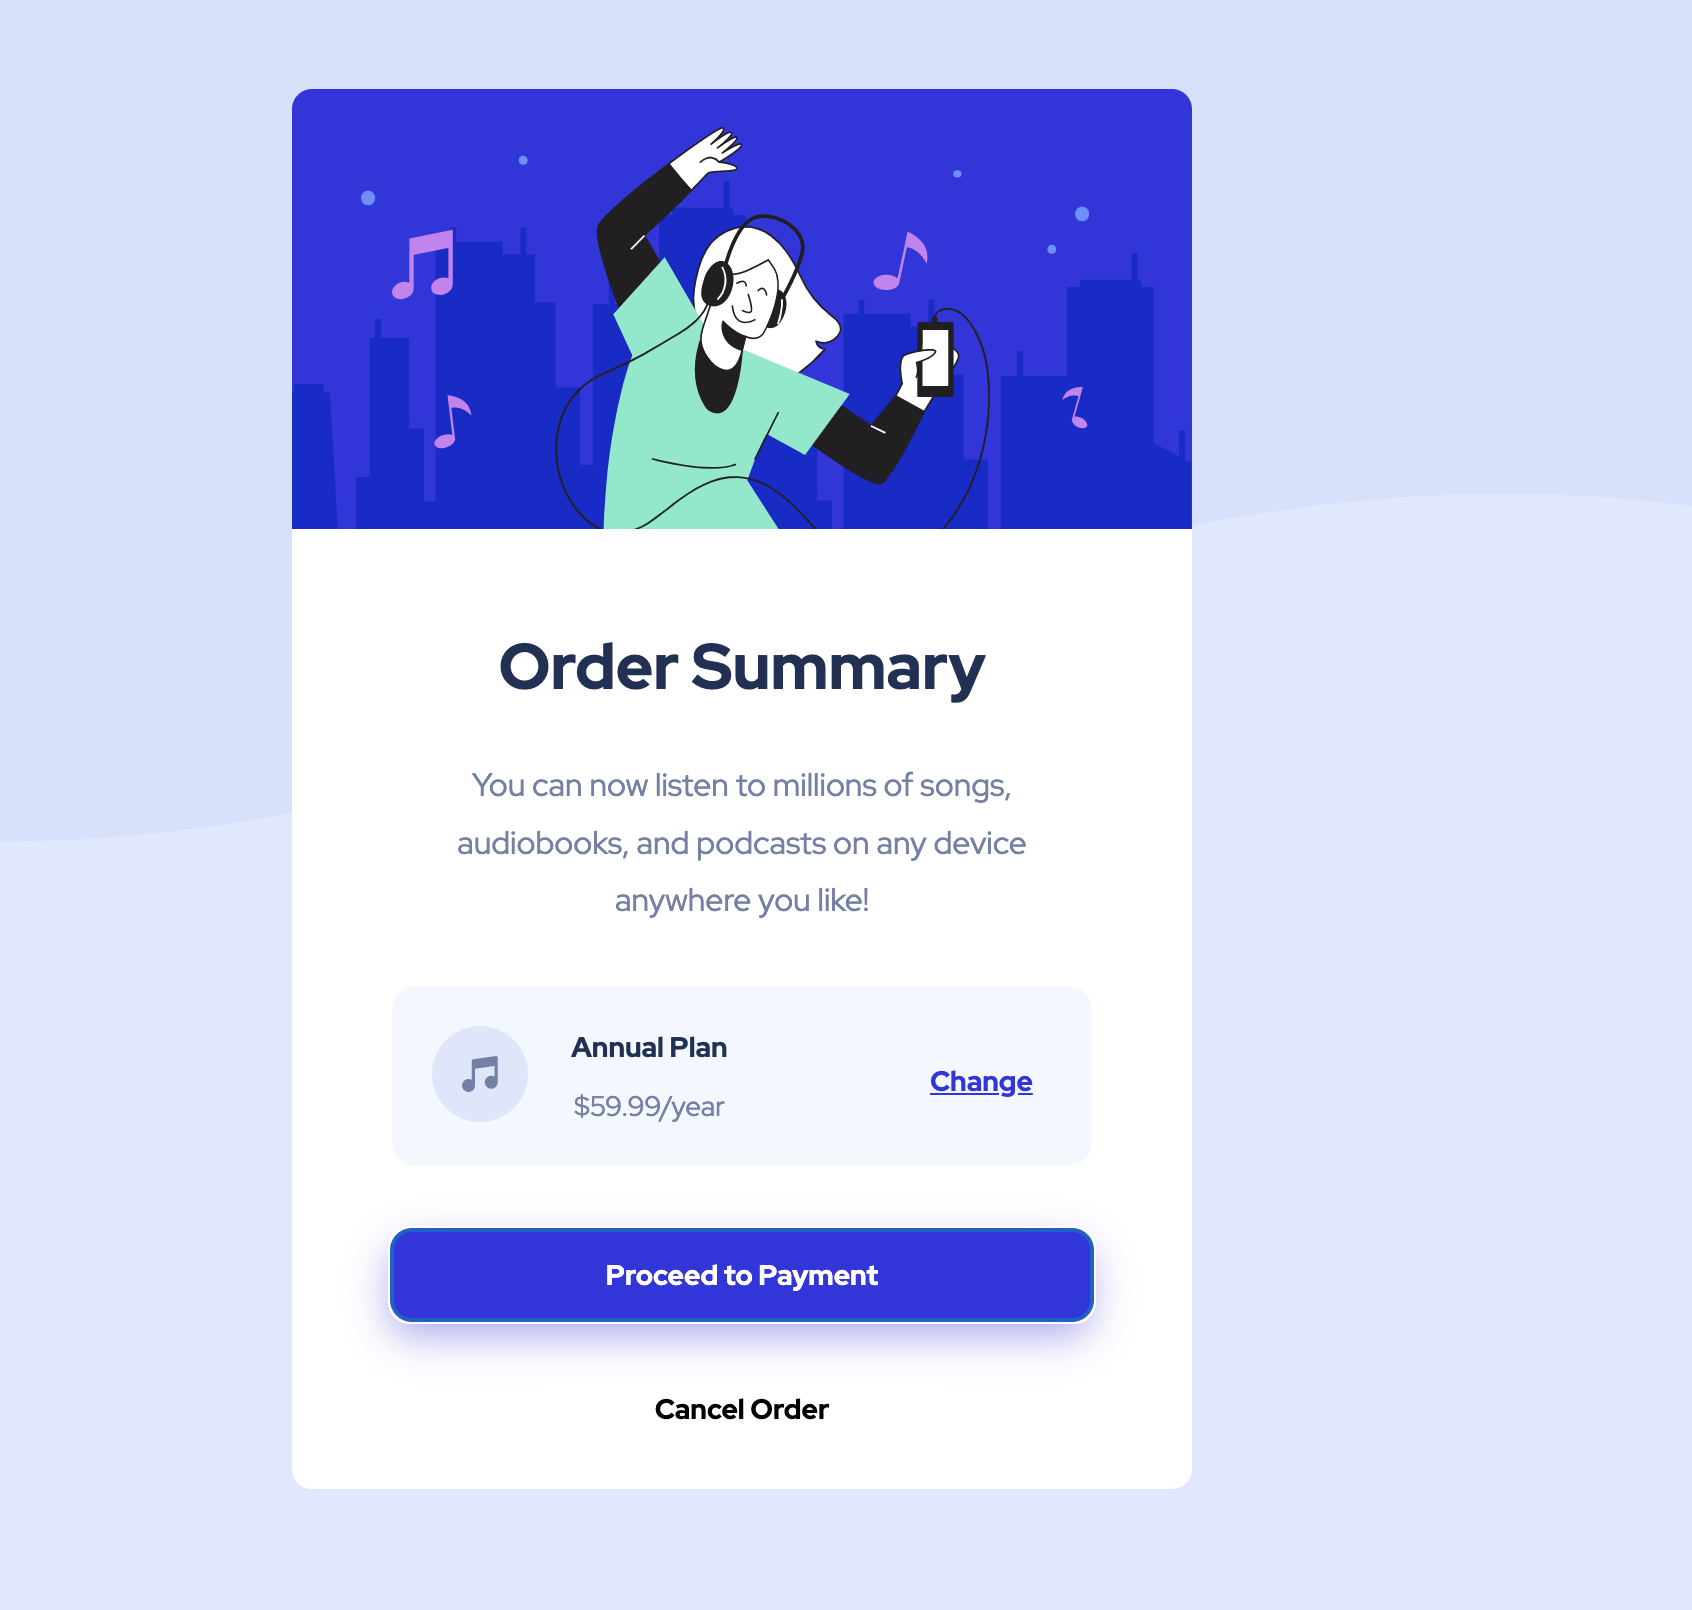 Order Summary
You can now listen to millions of songs,
audiobooks, and podcasts on any device
anywhere you like!
Annual Plan
$59.99/year
Change
Proceed to Payment
Cancel Order